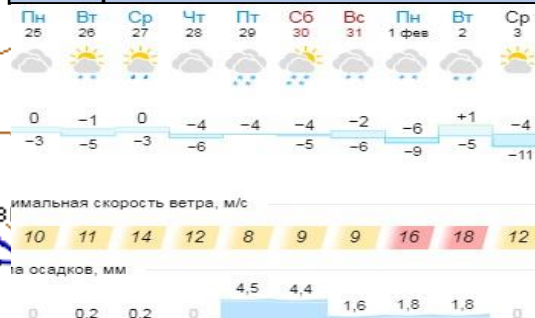 Пн Вт Ср Чт Пт Сб Вс Пн Вт Ср
25 26 27 28 29 30 31 1 фев 2 3
0 −1 0 −4 −4 −4 −2 −6 +1 −4
−3 −5 −3 −6 −5 −6 −9 −5 −11
имальная скорость ветра, м/с
10 11 14 12 8 9 9 16 18 12
а осадков, мм
0 0,2 0,2 0 4,5 4,4 1,6 1,8 1,8 0